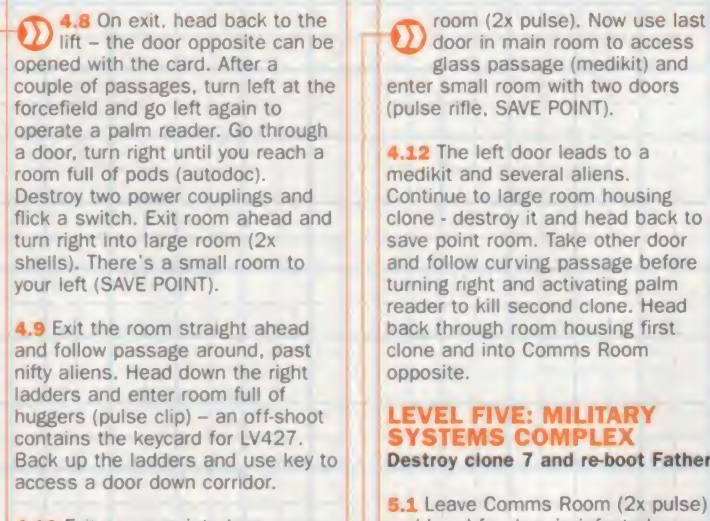 4.8 On exit, head back to the
lift – the door opposite can be
opened with the card. After a
couple of passages, turn left at the
forcefield and go left again to
operate a palm reader. Go through
a door, turn right until you reach a
room full of pods (autodoc).
Destroy two power couplings and
flick a switch. Exit room ahead and
turn right into large room (2x
shells). There's a small room to
your left (SAVE POINT).
4.9 Exit the room straight ahead
and follow passage around, past
nifty aliens. Head down the right
ladders and enter room full of
huggers (pulse clip) – an off-shoot
contains the keycard for LV427.
Back up the ladders and use key to
access a door down corridor.
room (2x pulse). Now use last
door in main room to access
glass passage (medikit) and
enter small room with two doors
(pulse rifle, SAVE POINT).
4.12 The left door leads to a
medikit and several aliens.
Continue to large room housing
clone - destroy it and head back to
save point room. Take other door
and follow curving passage before
turning right and activating palm
reader to kill second clone. Head
back through room housing first
clone and into Comms Room
opposite.
LEVEL FIVE: MILITARY
SYSTEMS COMPLEX
Destroy clone 7 and re-boot Father
5.1 Leave Comms Room (2x pulse)